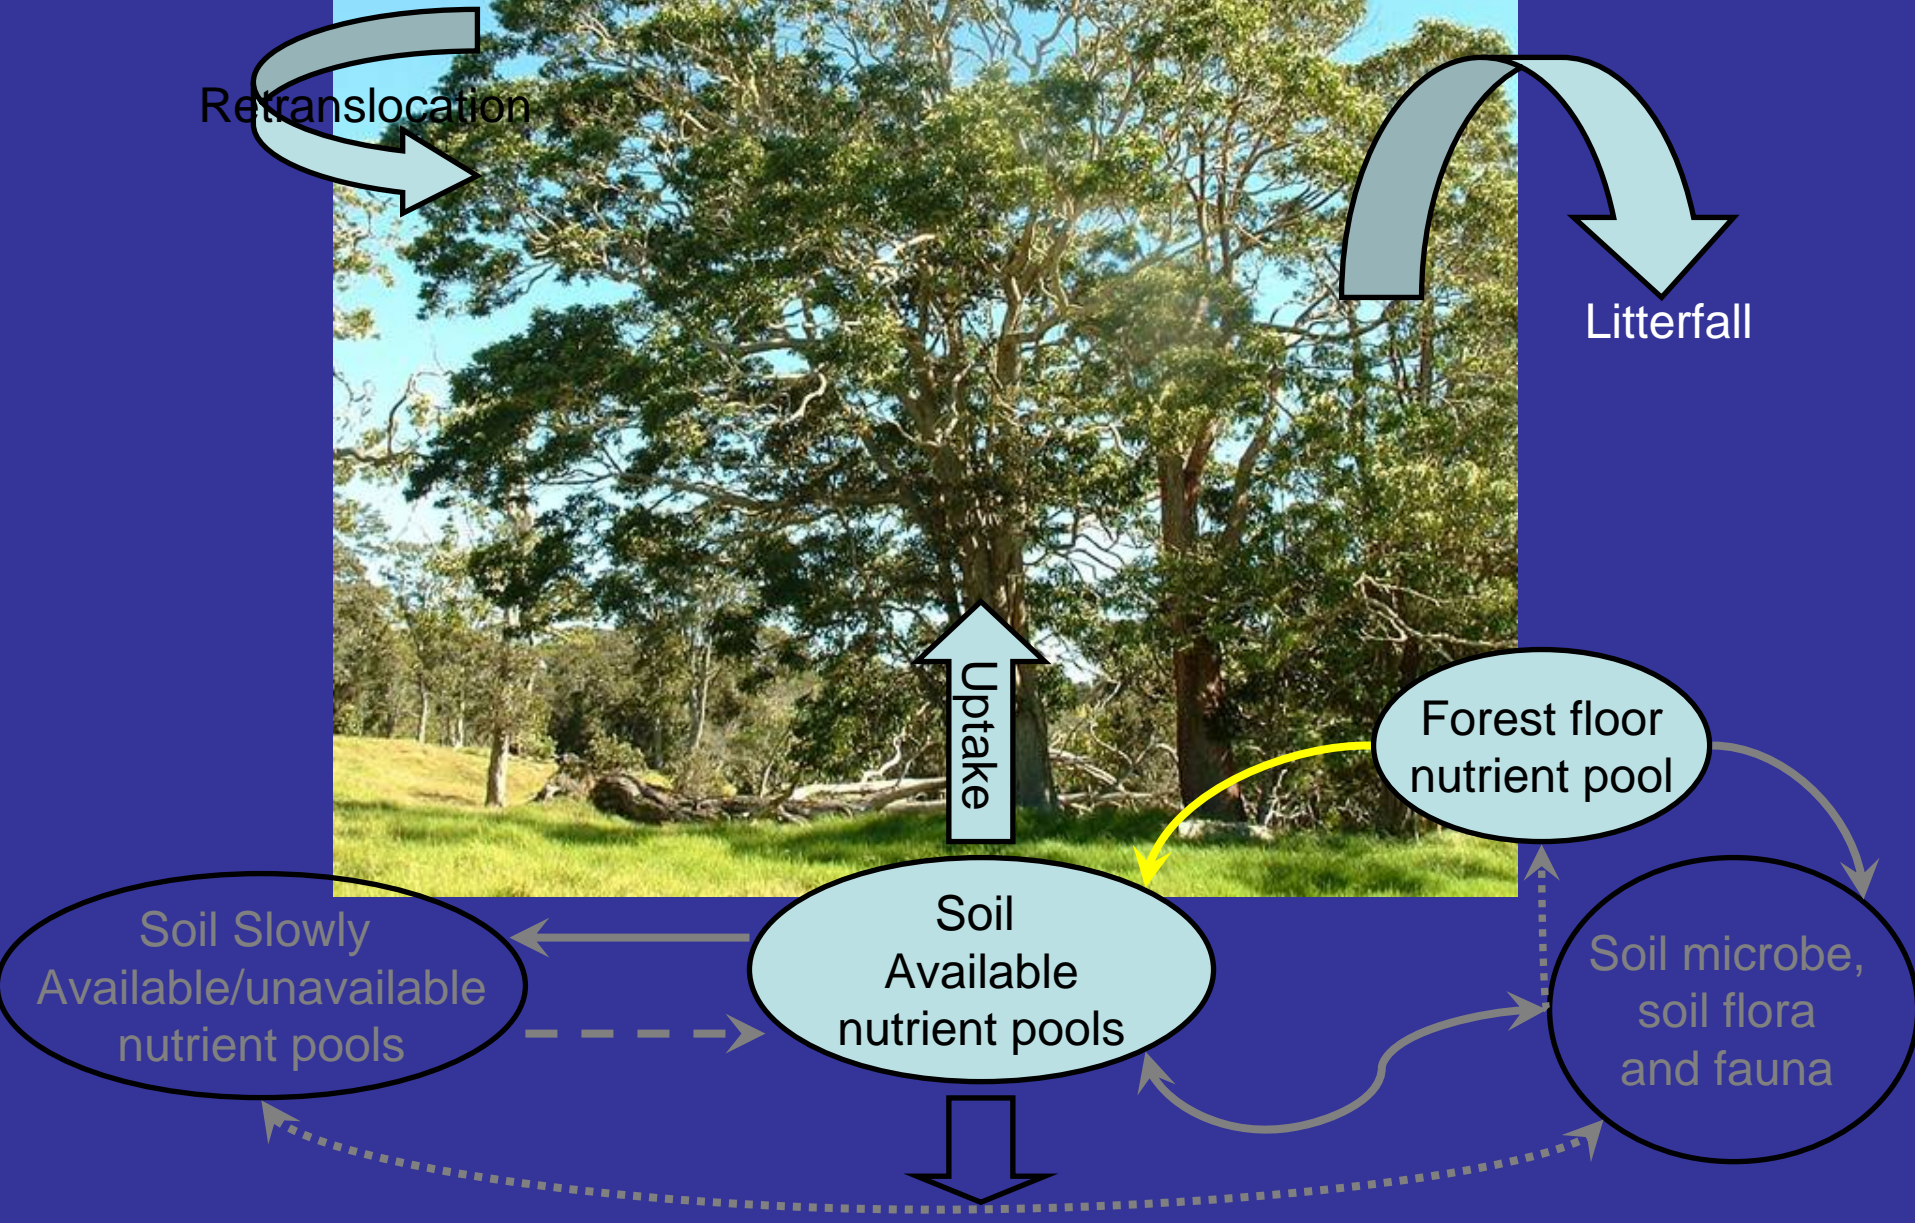 Retranslocation
Litterfall
Uptake
Forest floor
nutrient pool
Soil Slowly
Available/unavailable
nutrient pools
Soil
Available
nutrient pools
Soil microbe,
soil flora
and fauna